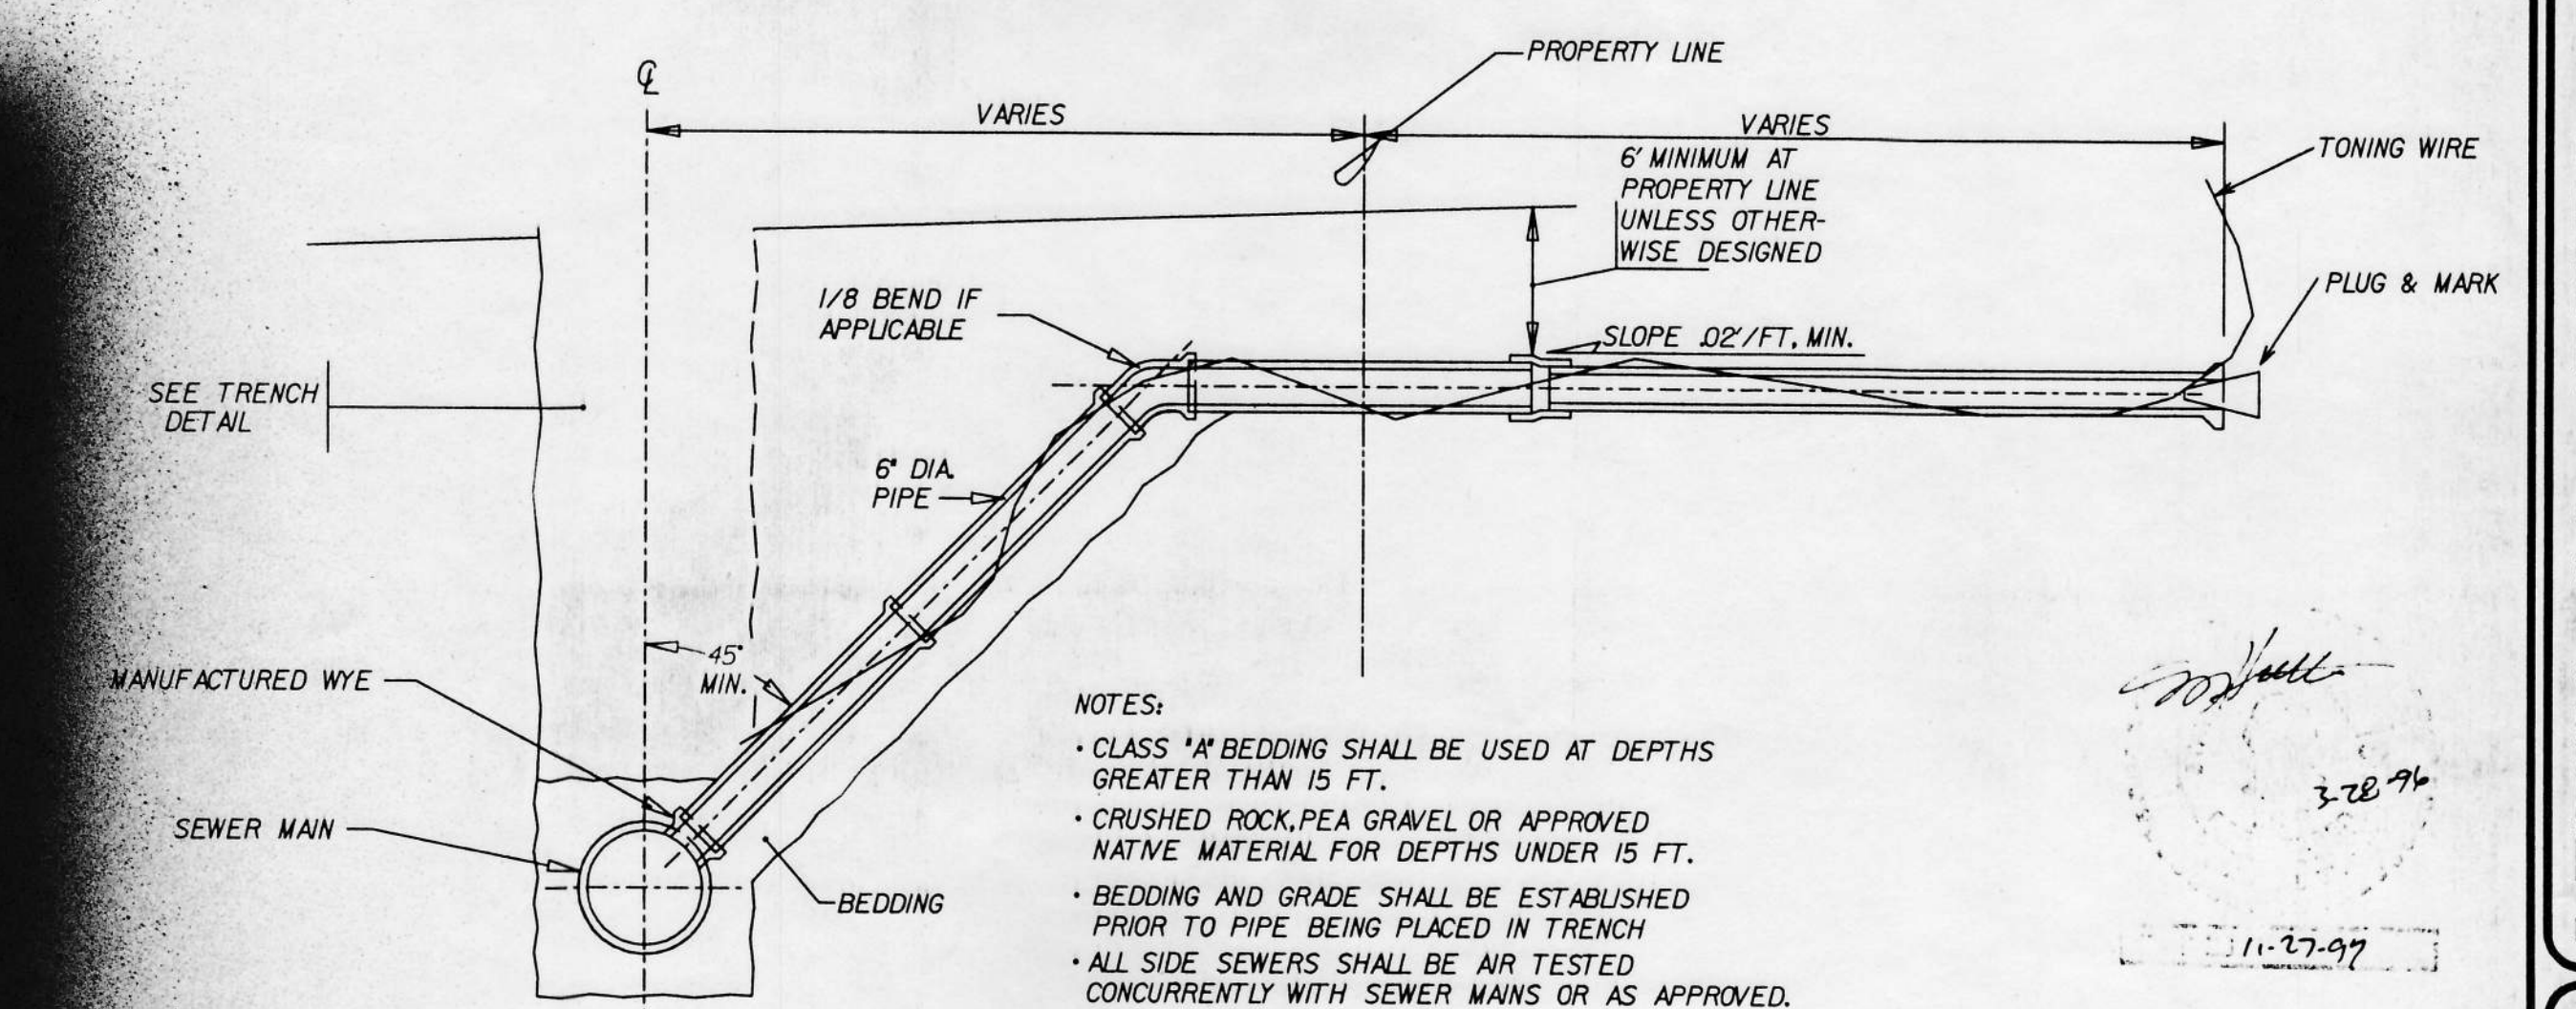 PROPERTY LINE
℄
VARIES
VARIES
6' MINIMUM AT
PROPERTY LINE
UNLESS OTHER-
WISE DESIGNED
TONING WIRE
PLUG & MARK
1/8 BEND IF
APPLICABLE
SLOPE .02'/FT. MIN.
SEE TRENCH
DETAIL
6" DIA.
PIPE
45°
MIN.
MANUFACTURED WYE
SEWER MAIN
BEDDING
NOTES:
• CLASS "A" BEDDING SHALL BE USED AT DEPTHS
GREATER THAN 15 FT.
• CRUSHED ROCK, PEA GRAVEL OR APPROVED
NATIVE MATERIAL FOR DEPTHS UNDER 15 FT.
• BEDDING AND GRADE SHALL BE ESTABLISHED
PRIOR TO PIPE BEING PLACED IN TRENCH
• ALL SIDE SEWERS SHALL BE AIR TESTED
CONCURRENTLY WITH SEWER MAINS OR AS APPROVED.
3-28-96
11-27-97